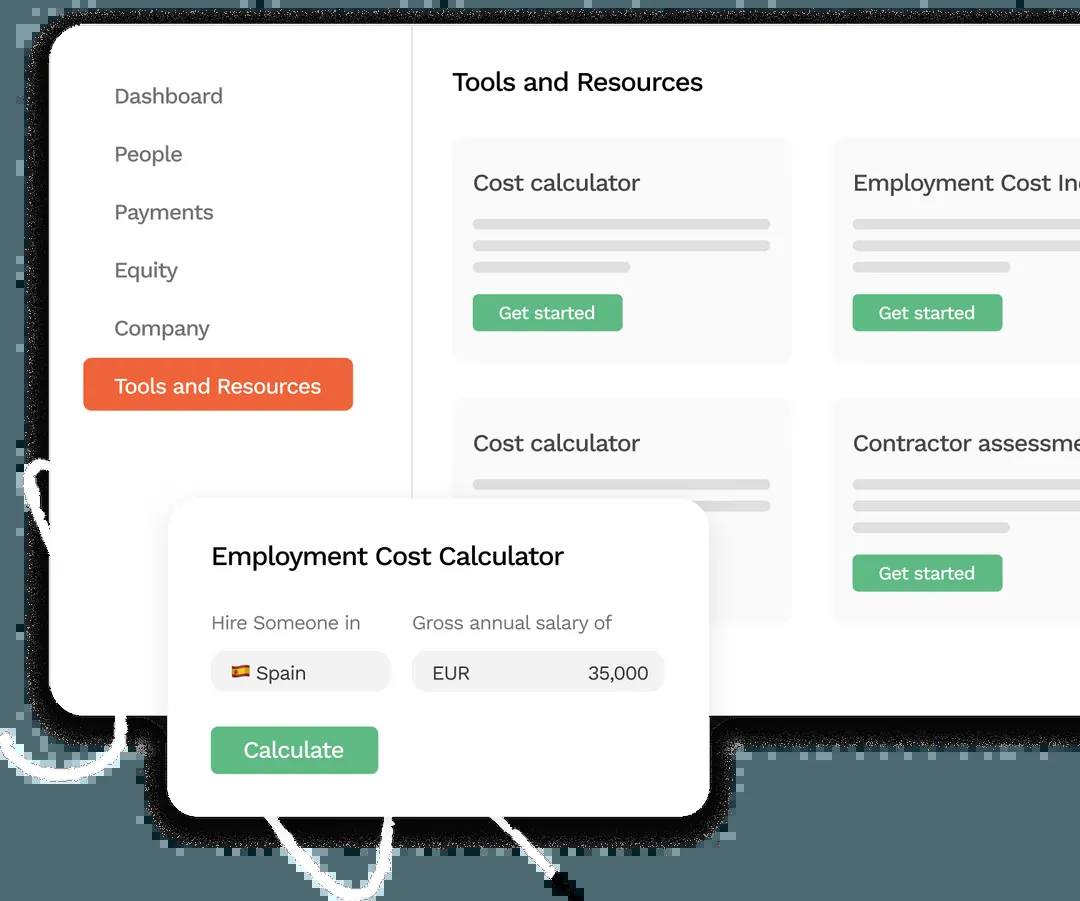 Dashboard
People
Payments
Equity
Company
Tools and Resources
Tools and Resources
Cost calculator
Get started
Employment Cost
Get started
Cost calculator
Contractor
Get started
Employment Cost Calculator
Hire Someone in
Gross annual salary of
🇪🇸 Spain
EUR 35,000
Calculate